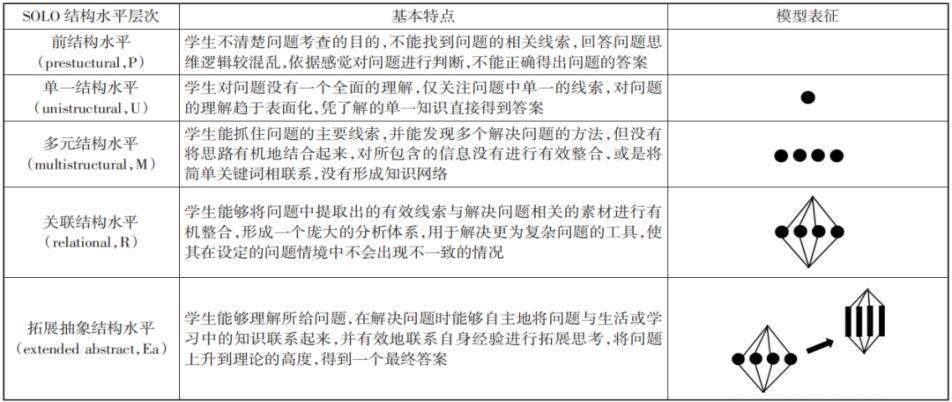 SOLO 结构水平层次 基本特点 模型表征
前结构水平
(prestuctural,P)
学生不清楚问题考查的目的,不能找到问题的相关线索,回答问题思
维逻辑较混乱,依据感觉对问题进行判断,不能正确得出问题的答案
单一结构水平
(unistructural,U)
学生对问题没有一个全面的理解,仅关注问题中单一的线索,对问题
的理解趋于表面化,凭了解的单一知识直接得到答案
多元结构水平
(multistructural,M)
学生能抓住问题的主要线索,并能发现多个解决问题的方法,但没有
将思路有机地结合起来,对所包含的信息没有进行有效整合,或是将
简单关键词相联系,没有形成知识网络
关联结构水平
(relational,R)
学生能够将问题中提取出的有效线索与解决问题相关的素材进行有
机整合,形成一个庞大的分析体系,用于解决更为复杂问题的工具,使
其在设定的问题情境中不会出现不一致的情况
拓展抽象结构水平
(extended abstract,Ea)
学生能够理解所给问题,在解决问题时能够自主地将问题与生活或学
习中的知识联系起来,并有效地联系自身经验进行拓展思考,将问题
上升到理论的高度,得到一个最终答案